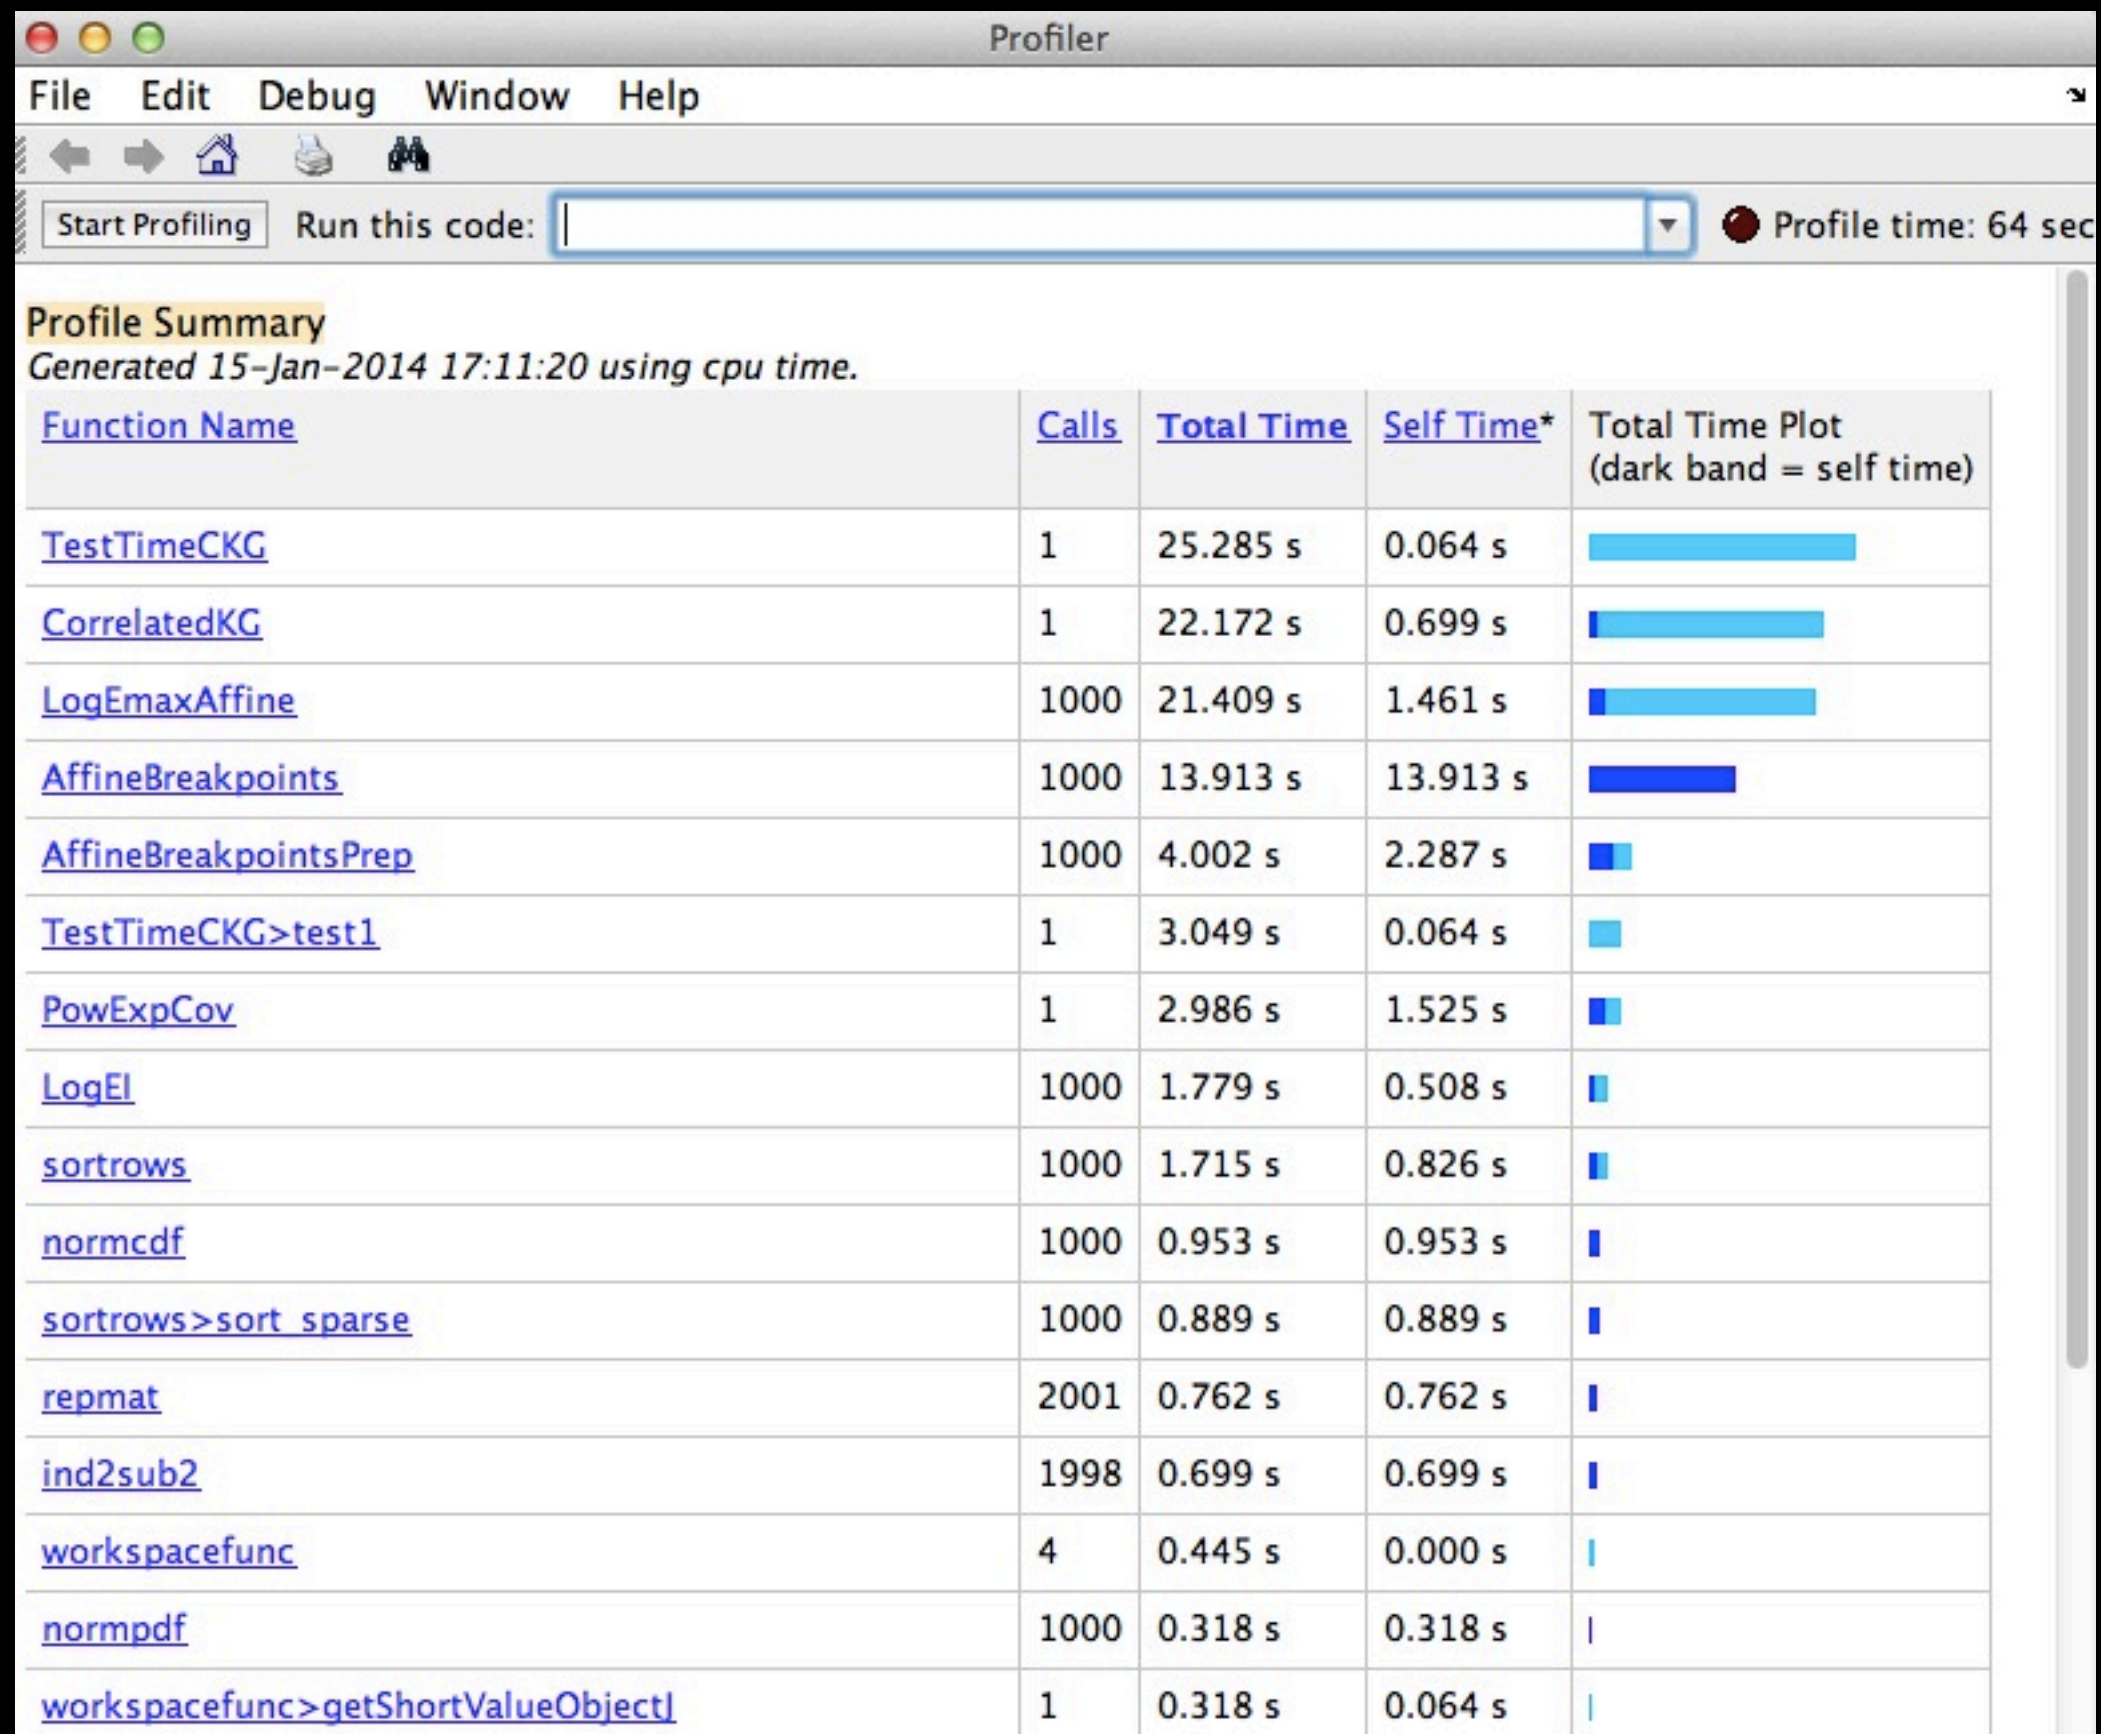 Profiler
File Edit Debug Window Help
Start Profiling Run this code: Profile time: 64 sec
Profile Summary
Generated 15-Jan-2014 17:11:20 using cpu time.
Function Name Calls Total Time Self Time* Total Time Plot
(dark band = self time)
TestTimeCKG 1 25.285 s 0.064 s
CorrelatedKG 1 22.172 s 0.699 s
LogEmaxAffine 1000 21.409 s 1.461 s
AffineBreakpoints 1000 13.913 s 13.913 s
AffineBreakpointsPrep 1000 4.002 s 2.287 s
TestTimeCKG>test1 1 3.049 s 0.064 s
PowExpCov 1 2.986 s 1.525 s
LogEI 1000 1.779 s 0.508 s
sortrows 1000 1.715 s 0.826 s
normcdf 1000 0.953 s 0.953 s
sortrows>sort_sparse 1000 0.889 s 0.889 s
repmat 2001 0.762 s 0.762 s
ind2sub2 1998 0.699 s 0.699 s
workspacefunc 4 0.445 s 0.000 s
normpdf 1000 0.318 s 0.318 s
workspacefunc>getShortValueObjectJ 1 0.318 s 0.064 s